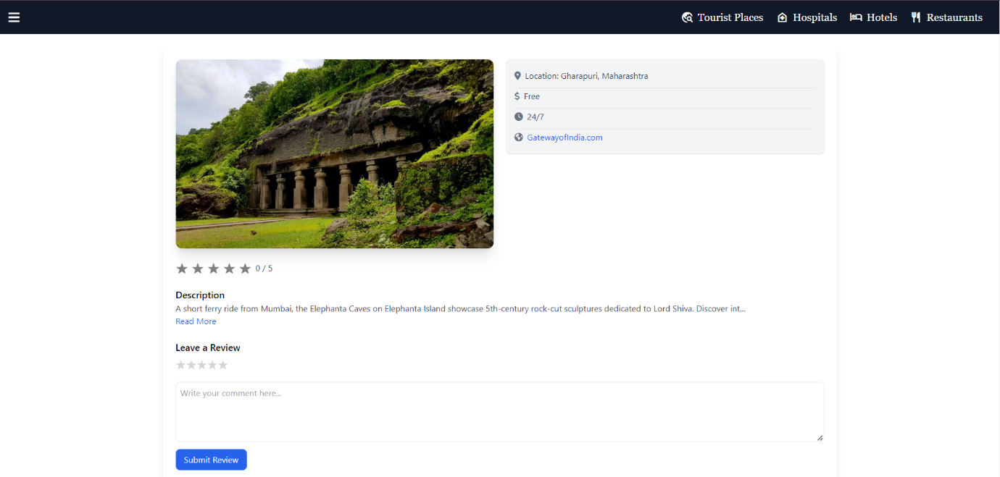 Tourist Places Hospitals Hotels Restaurants
Location: Gharapuri, Maharashtra
Free
24/7
GatewayofIndia.com
0 / 5
Description
A short ferry ride from Mumbai, the Elephanta Caves on Elephanta Island showcase 5th-century rock-cut sculptures dedicated to Lord Shiva. Discover int...
Read More
Leave a Review
Write your comment here...
Submit Review